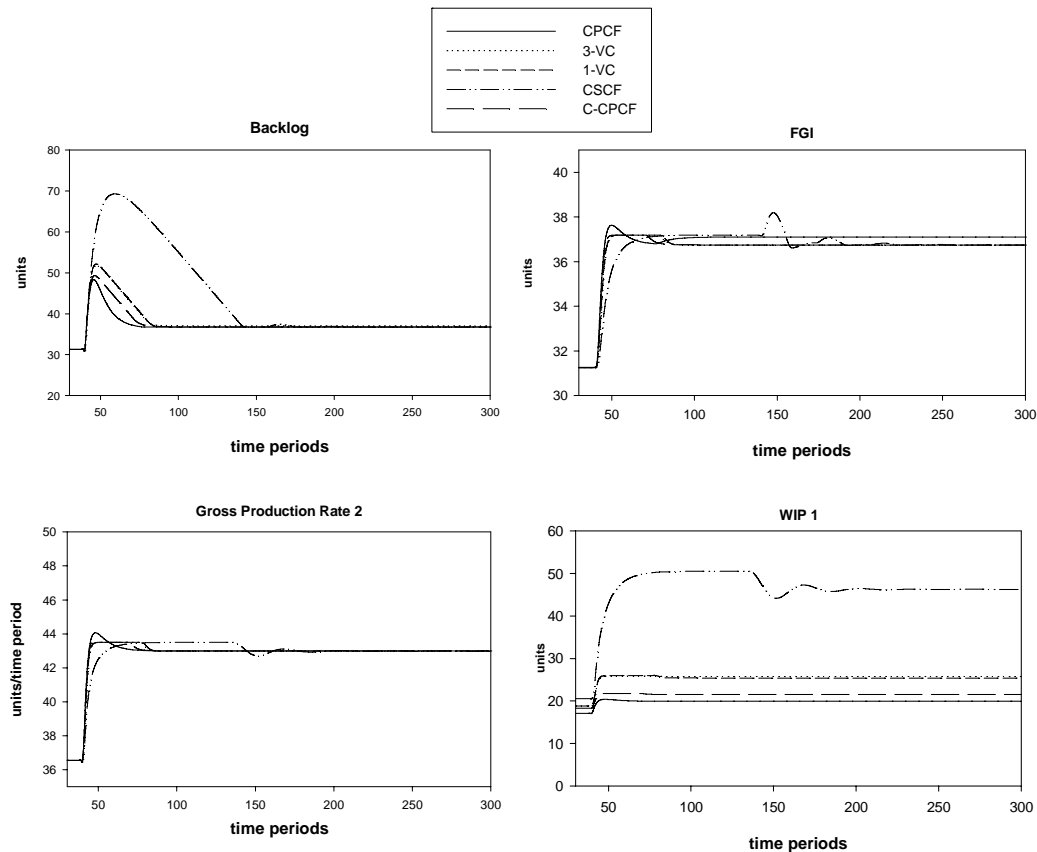 CPCF
3-VC
1-VC
CSCF
C-CPCF
Backlog
units
80
70
60
50
40
30
20
50 100 150 200 250 300
time periods
FGI
units
40
38
36
34
32
30
50 100 150 200 250 300
time periods
Gross Production Rate 2
units/time period
50
48
46
44
42
40
38
36
50 100 150 200 250 300
time periods
WIP 1
units
60
50
40
30
20
10
0
50 100 150 200 250 300
time periods